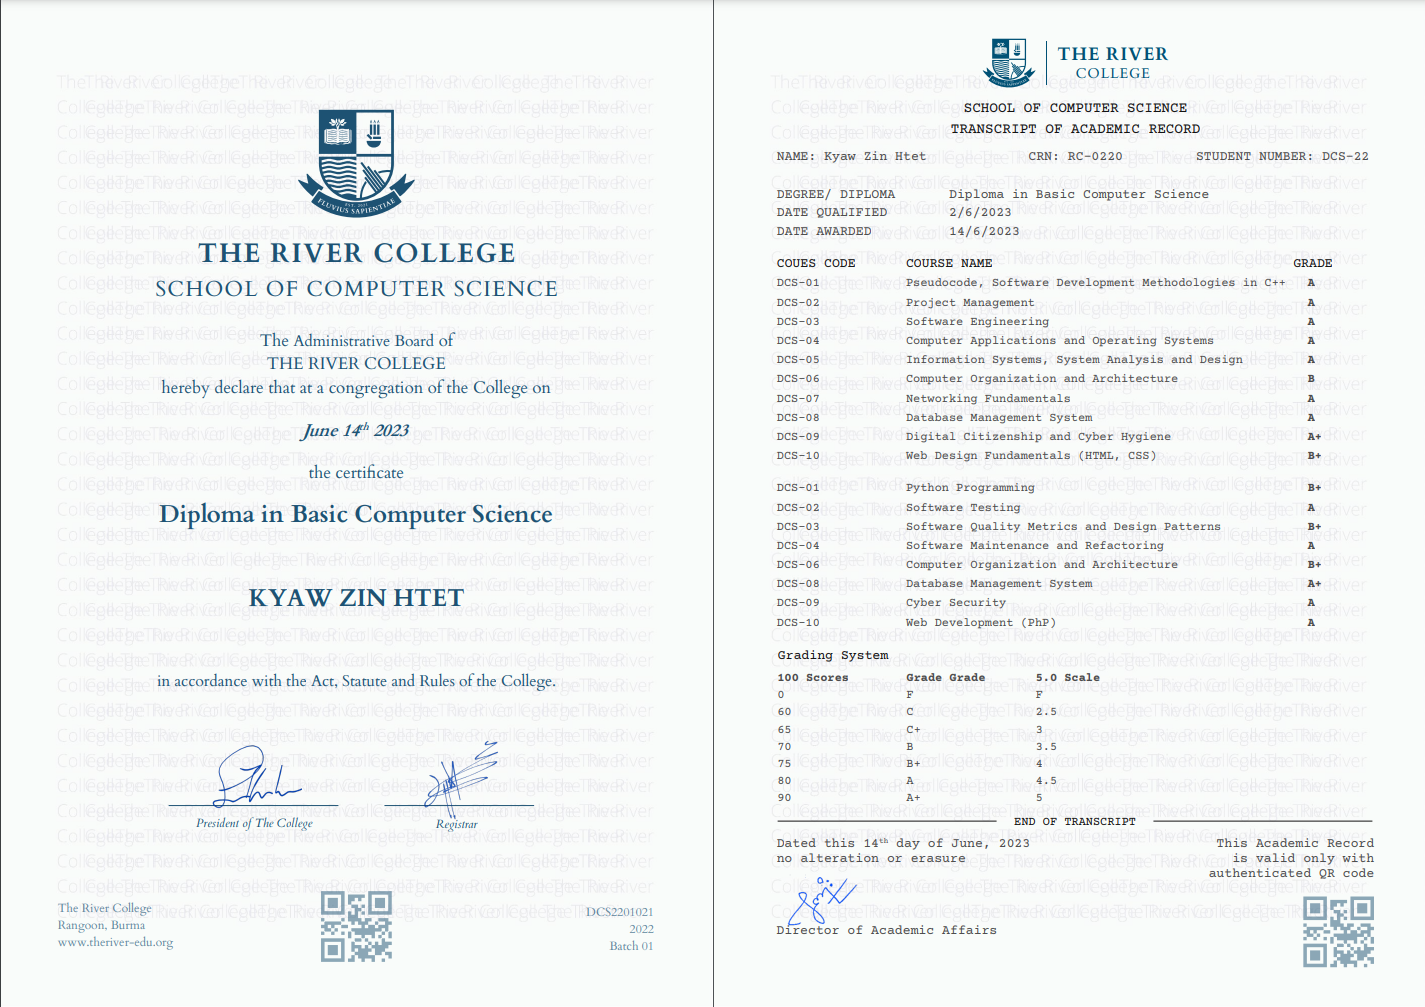 EST. 2021
FLUVIUS SAPIENTIAE
THE RIVER COLLEGE
SCHOOL OF COMPUTER SCIENCE
The Administrative Board of
THE RIVER COLLEGE
hereby declare that at a congregation of the College on
June 14th 2023
the certificate
Diploma in Basic Computer Science
KYAW ZIN HTET
in accordance with the Act, Statute and Rules of the College.
President of The College
Registrar
The River College
Rangoon, Burma
www.theriver-edu.org
DCS2201021
2022
Batch 01
THE RIVER
COLLEGE
SCHOOL OF COMPUTER SCIENCE
TRANSCRIPT OF ACADEMIC RECORD
NAME: Kyaw Zin Htet CRN: RC-0220 STUDENT NUMBER: DCS-22
DEGREE/ DIPLOMA Diploma in Basic Computer Science
DATE QUALIFIED 2/6/2023
DATE AWARDED 14/6/2023
COUES CODE COURSE NAME GRADE
DCS-01 Pseudocode, Software Development Methodologies in C++ A
DCS-02 Project Management A
DCS-03 Software Engineering A
DCS-04 Computer Applications and Operating Systems A
DCS-05 Information Systems, System Analysis and Design A
DCS-06 Computer Organization and Architecture B
DCS-07 Networking Fundamentals A
DCS-08 Database Management System A
DCS-09 Digital Citizenship and Cyber Hygiene A+
DCS-10 Web Design Fundamentals (HTML, CSS) B+
DCS-01 Python Programming B+
DCS-02 Software Testing A
DCS-03 Software Quality Metrics and Design Patterns B+
DCS-04 Software Maintenance and Refactoring A
DCS-06 Computer Organization and Architecture B+
DCS-08 Database Management System A+
DCS-09 Cyber Security A
DCS-10 Web Development (PhP) A
Grading System
100 Scores Grade Grade 5.0 Scale
0 F F
60 C 2.5
65 C+ 3
70 B 3.5
75 B+ 4
80 A 4.5
90 A+ 5
END OF TRANSCRIPT
Dated this 14th day of June, 2023
no alteration or erasure
This Academic Record
is valid only with
authenticated QR code
Director of Academic Affairs